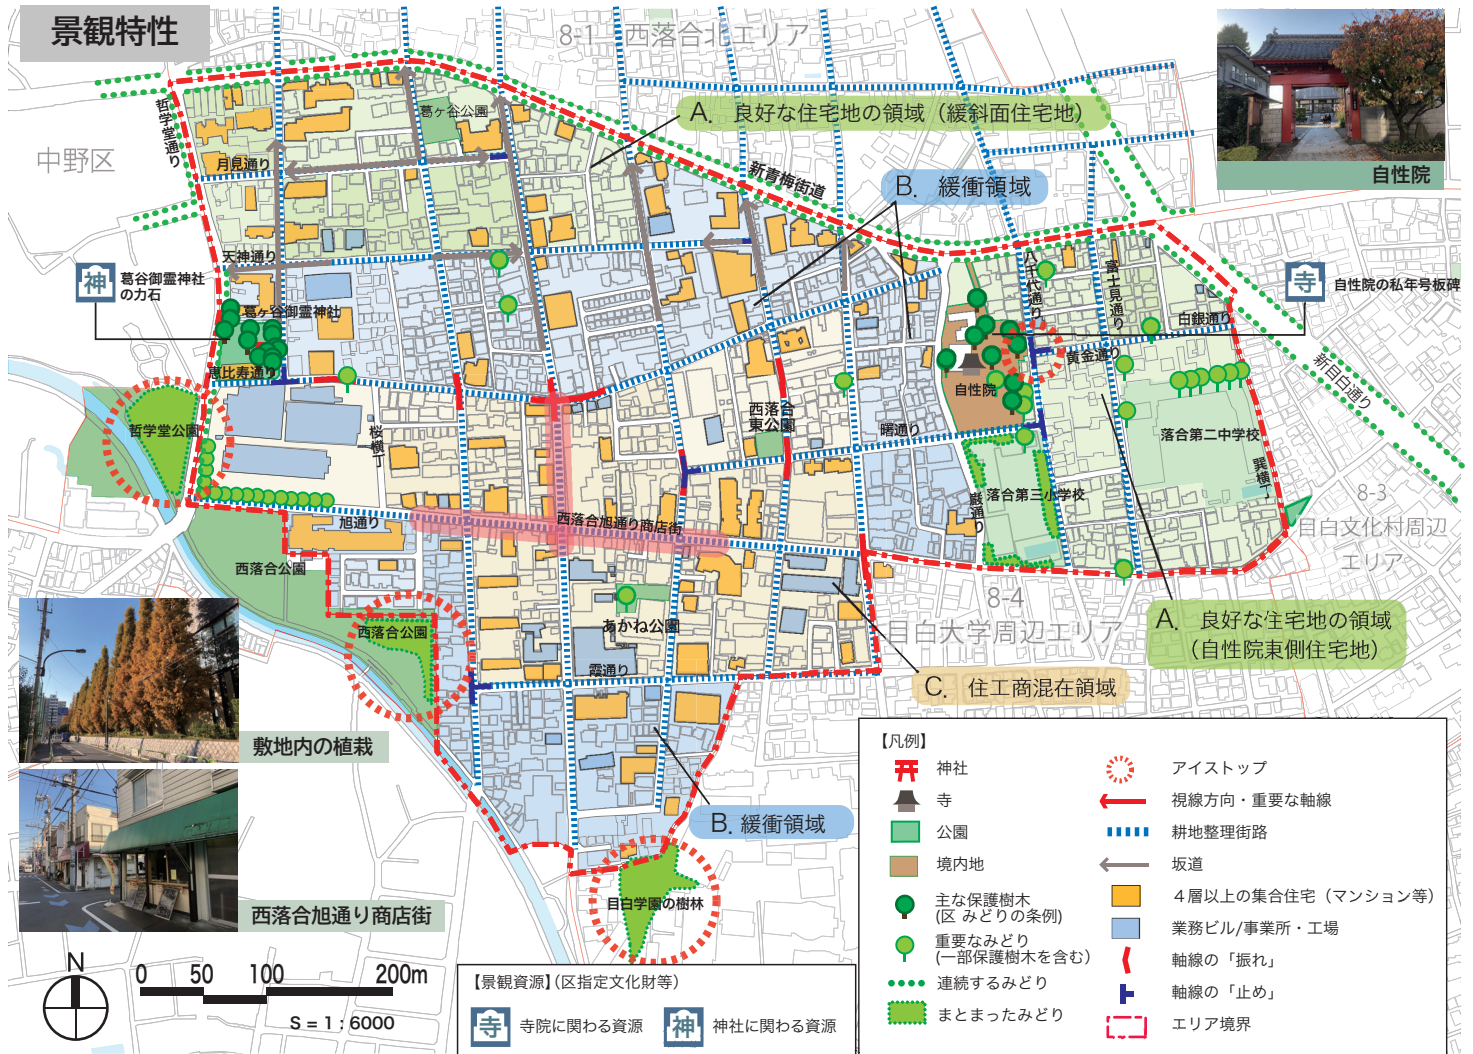 景観特性
8-1 西落合北エリア
哲学堂通り
中野区
葛ヶ谷公園
A. 良好な住宅地の領域（緩斜面住宅地）
月見通り
新青梅街道
B. 緩衝領域
自性院
天神通り
神
葛谷御霊神社
の力石
葛ヶ谷御霊神社
八千代通り
富士見通り
寺
自性院の私年号板碑
白銀通り
黄金通り
新目白通り
恵比寿通り
自性院
哲学堂公園
桜横丁
西落合
東公園
曙通り
落合第二中学校
巽横丁
旭通り
西落合旭通り商店街
巌通り
落合第三小学校
8-3
目白文化村周辺
エリア
西落合公園
西落合公園
あかね公園
8-4
目白大学周辺エリア
A. 良好な住宅地の領域
（自性院東側住宅地）
霞通り
C. 住工商混在領域
敷地内の植栽
B. 緩衝領域
西落合旭通り商店街
目白学園の樹林
N
0 50 100 200m
S = 1 : 6000
【景観資源】（区指定文化財等）
寺 寺院に関わる資源
神 神社に関わる資源
【凡例】
神社
寺
公園
境内地
主な保護樹木
(区 みどりの条例)
重要なみどり
(一部保護樹木を含む)
連続するみどり
まとまったみどり
アイストップ
視線方向・重要な軸線
耕地整理街路
坂道
４層以上の集合住宅（マンション等）
業務ビル/事業所・工場
軸線の「振れ」
軸線の「止め」
エリア境界